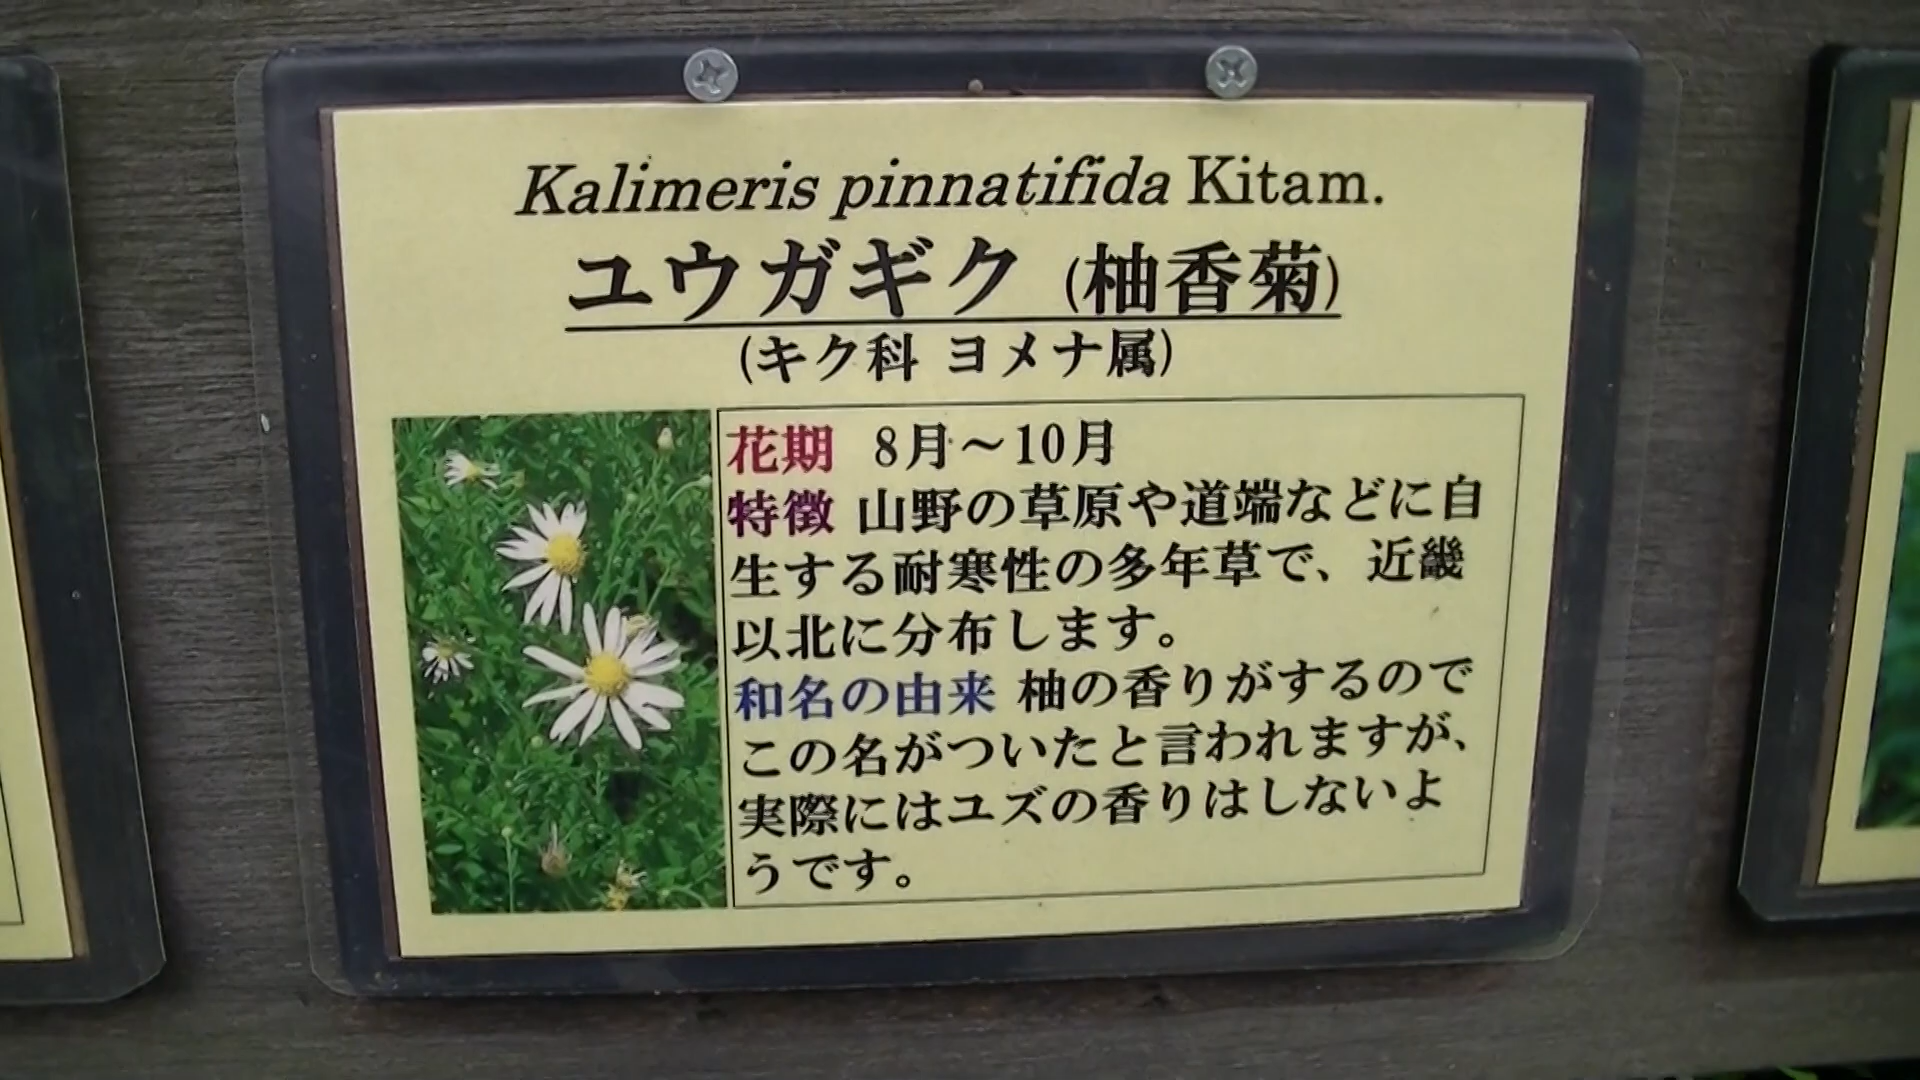 Kalimeris pinnatifida Kitam.
ユウガギク (柚香菊)
(キク科 ヨメナ属)
花期 8月～10月
特徴 山野の草原や道端などに自
生する耐寒性の多年草で、近畿
以北に分布します。
和名の由来 柚の香りがするので
この名がついたと言われますが、
実際にはユズの香りはしないよ
うです。